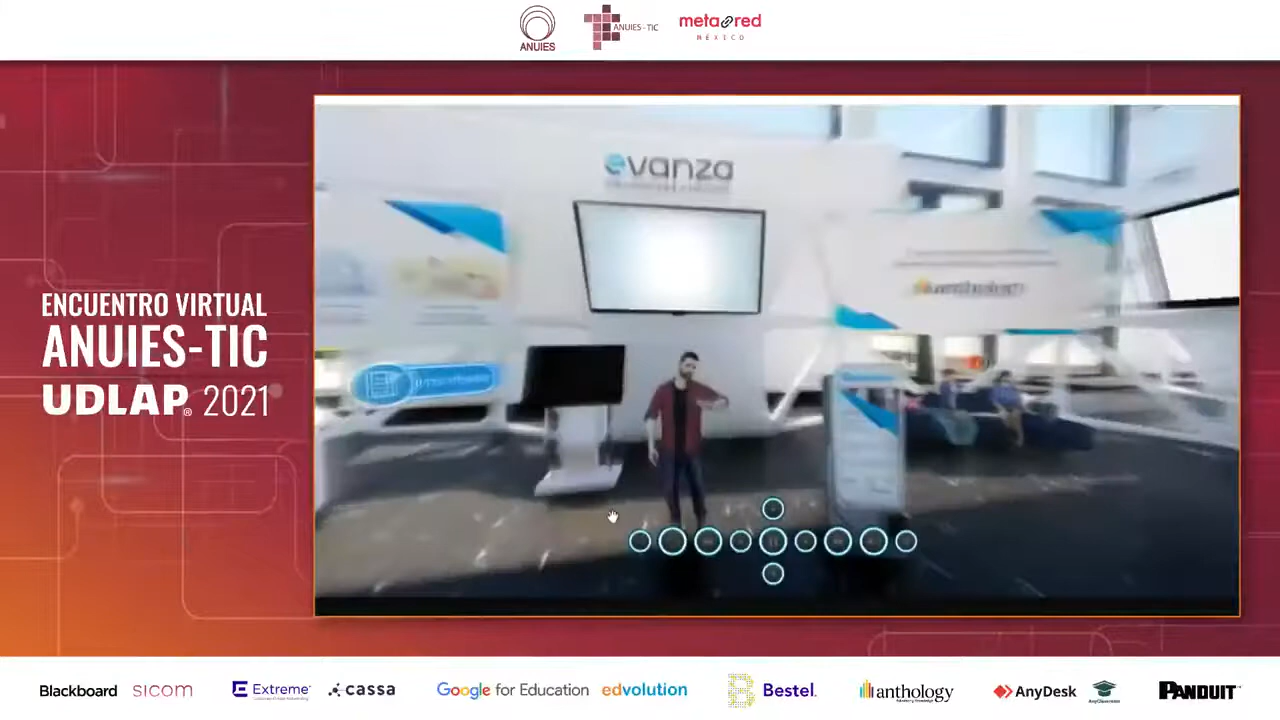 ANUIES
ANUIES - TIC
metared
MÉXICO
evanza
ENCUENTRO VIRTUAL
ANUIES-TIC
UDLAP® 2021
Blackboard
sicom
Extreme
cassa
Google for Education
edvolution
Bestel
anthology
AnyDesk
PANDUIT